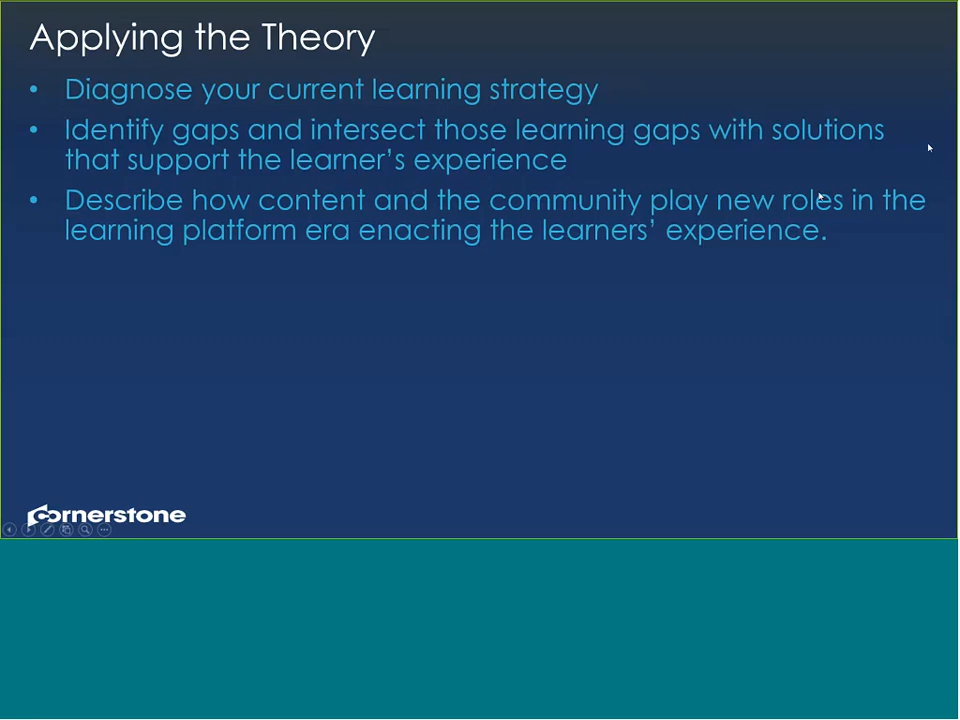 Applying the Theory
• Diagnose your current learning strategy
• Identify gaps and intersect those learning gaps with solutions
that support the learner's experience
• Describe how content and the community play new roles in the
learning platform era enacting the learners' experience.
Cornerstone